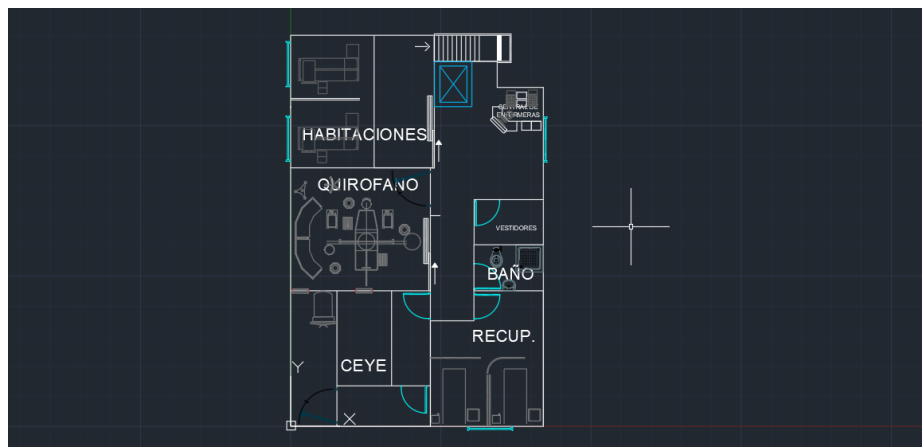 CENTRAL DE
ENFERMERAS
HABITACIONES
QUIROFANO
VESTIDORES
BAÑO
RECUP.
CEYE
Y
X